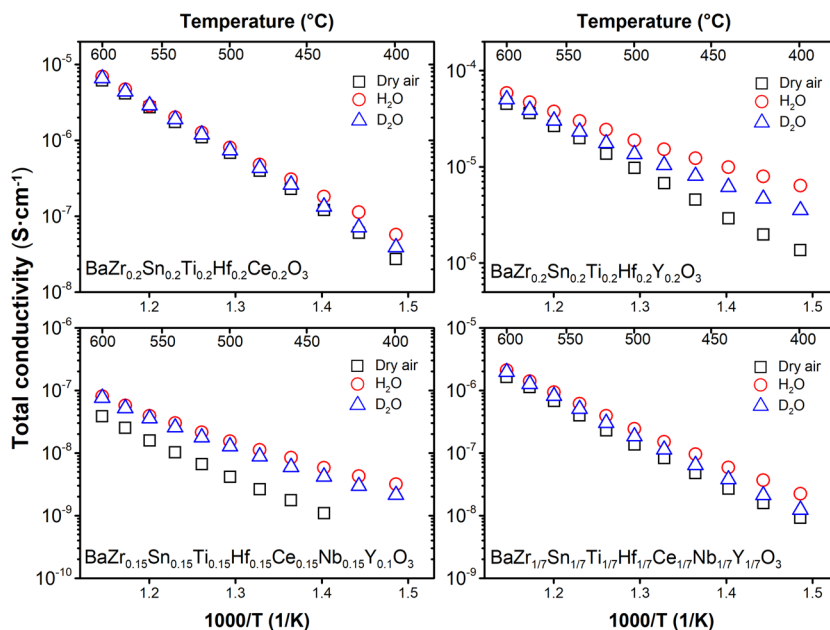 Temperature (°C)
Temperature (°C)
600 550 500 450 400
600 550 500 450 400
10⁻⁵
10⁻⁶
10⁻⁷
10⁻⁸
Dry air
H₂O
D₂O
BaZr₀.₂Sn₀.₂Ti₀.₂Hf₀.₂Ce₀.₂O₃
1.2 1.3 1.4 1.5
10⁻⁴
10⁻⁵
10⁻⁶
Dry air
H₂O
D₂O
BaZr₀.₂Sn₀.₂Ti₀.₂Hf₀.₂Y₀.₂O₃
1.2 1.3 1.4 1.5
Total conductivity (S·cm⁻¹)
600 550 500 450 400
10⁻⁶
10⁻⁷
10⁻⁸
10⁻⁹
10⁻¹⁰
Dry air
H₂O
D₂O
BaZr₀.₁₅Sn₀.₁₅Ti₀.₁₅Hf₀.₁₅Ce₀.₁₅Nb₀.₁₅Y₀.₁O₃
1.2 1.3 1.4 1.5
1000/T (1/K)
600 550 500 450 400
10⁻⁵
10⁻⁶
10⁻⁷
10⁻⁸
10⁻⁹
Dry air
H₂O
D₂O
BaZr₁/₇Sn₁/₇Ti₁/₇Hf₁/₇Ce₁/₇Nb₁/₇Y₁/₇O₃
1.2 1.3 1.4 1.5
1000/T (1/K)